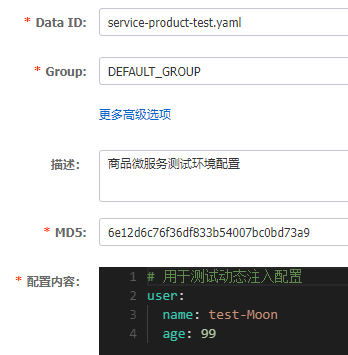 * Data ID: service-product-test.yaml
* Group: DEFAULT_GROUP
更多高级选项
描述: 商品微服务测试环境配置
* MD5: 6e12d6c76f36df833b54007bc0bd73a9
* 配置内容:
1 # 用于测试动态注入配置
2 user:
3 name: test-Moon
4 age: 99